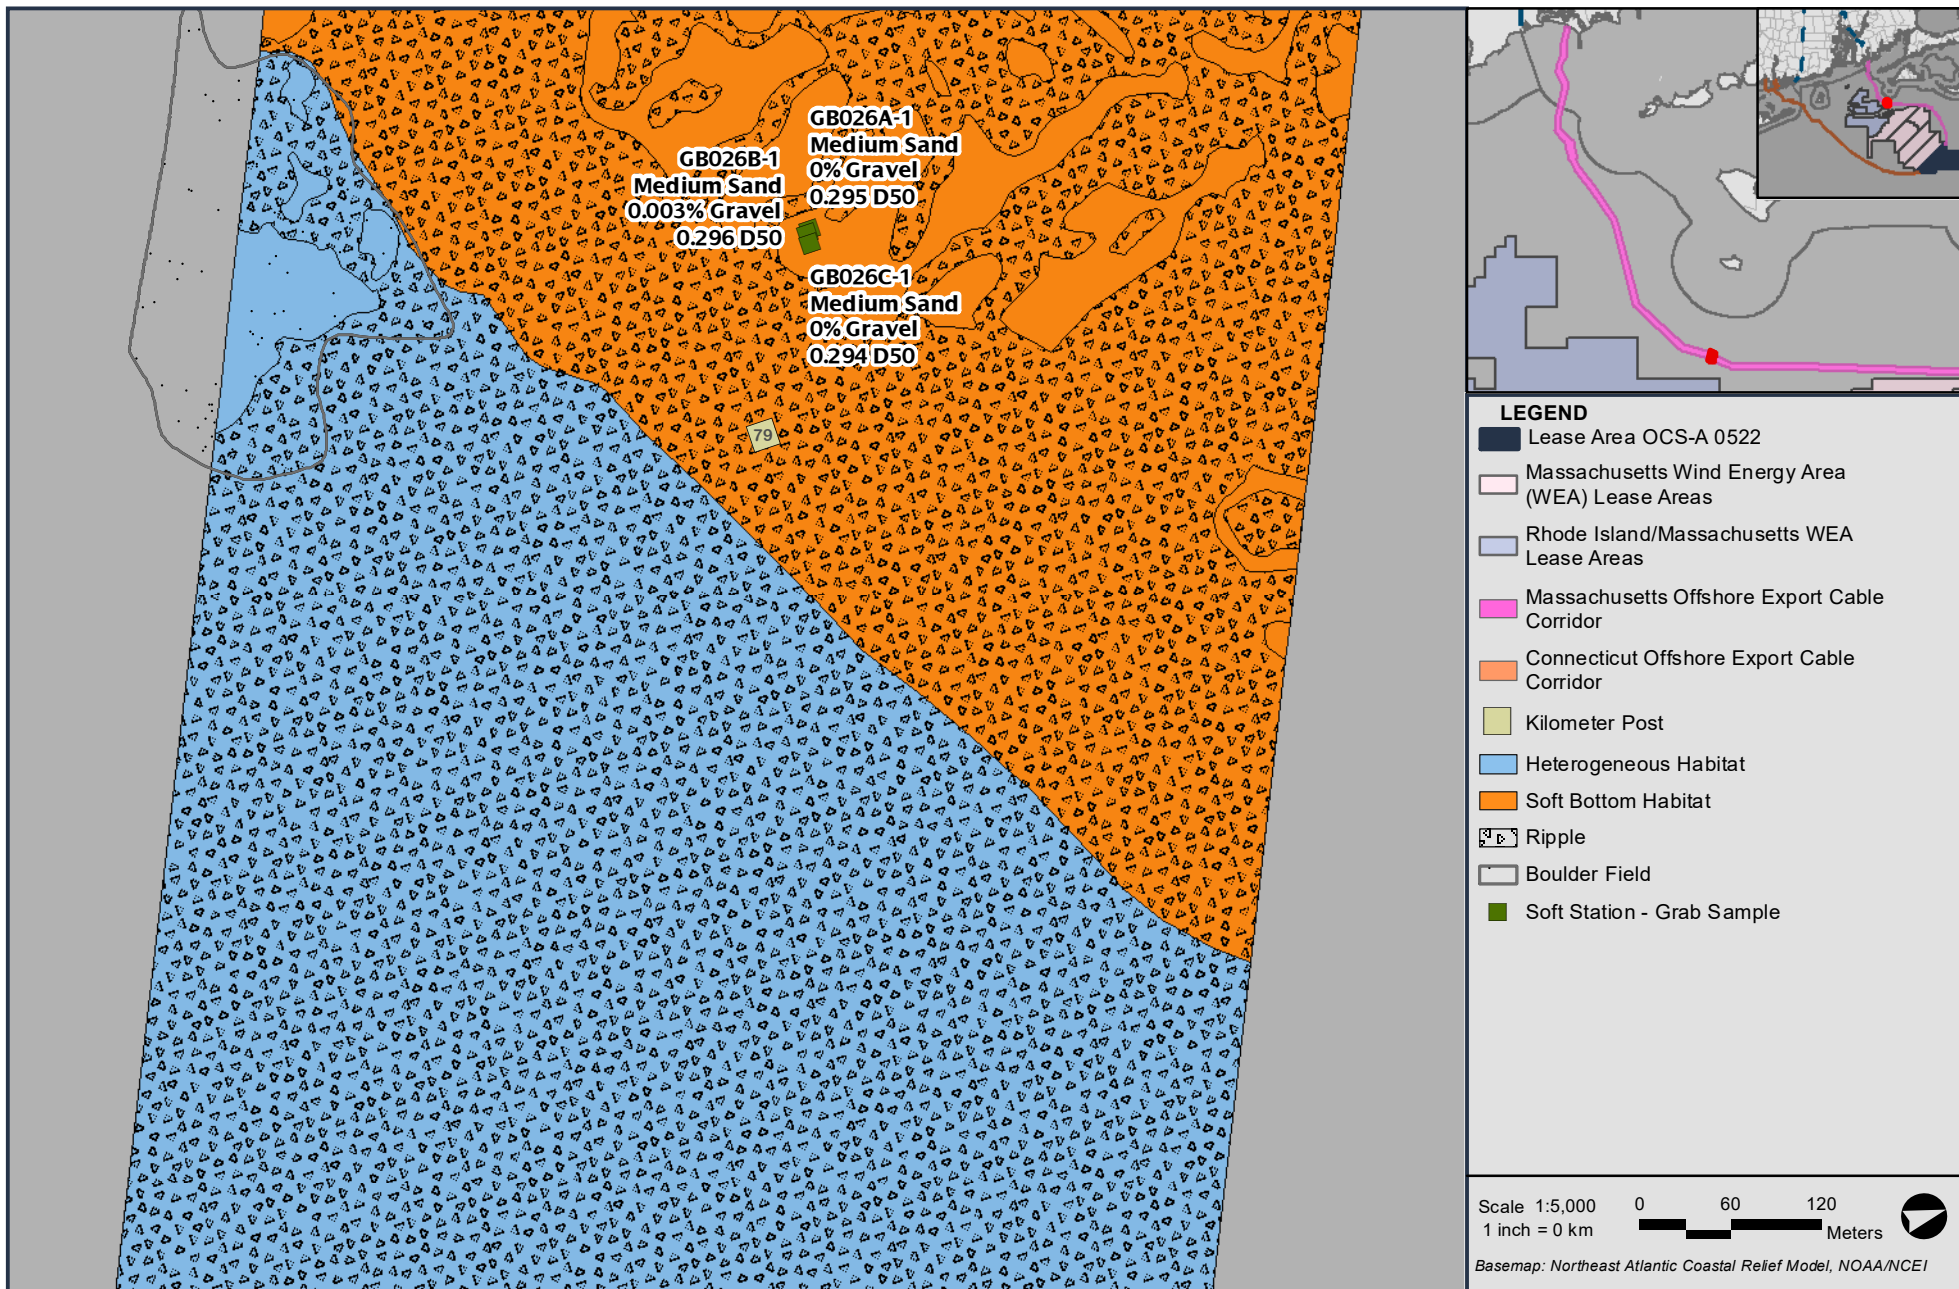 GB026A-1
Medium Sand
0% Gravel
0.295 D50
GB026B-1
Medium Sand
0.003% Gravel
0.296 D50
GB026C-1
Medium Sand
0% Gravel
0.294 D50
79
LEGEND
Lease Area OCS-A 0522
Massachusetts Wind Energy Area
(WEA) Lease Areas
Rhode Island/Massachusetts WEA
Lease Areas
Massachusetts Offshore Export Cable
Corridor
Connecticut Offshore Export Cable
Corridor
Kilometer Post
Heterogeneous Habitat
Soft Bottom Habitat
Ripple
Boulder Field
Soft Station - Grab Sample
Scale 1:5,000
1 inch = 0 km
0 60 120
Meters
Basemap: Northeast Atlantic Coastal Relief Model, NOAA/NCEI